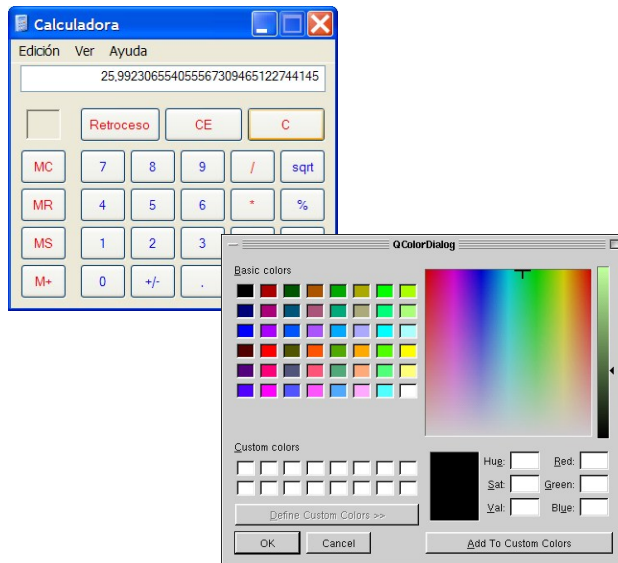 Calculadora
Edición Ver Ayuda
25,992306554055567309465122744145
Retroceso CE C
MC 7 8 9 / sqrt
MR 4 5 6 * %
MS 1 2 3
M+ 0 +/- .
QColorDialog
Basic colors
Custom colors
Define Custom Colors >>
OK Cancel
Hue: Red:
Sat: Green:
Val: Blue:
Add To Custom Colors